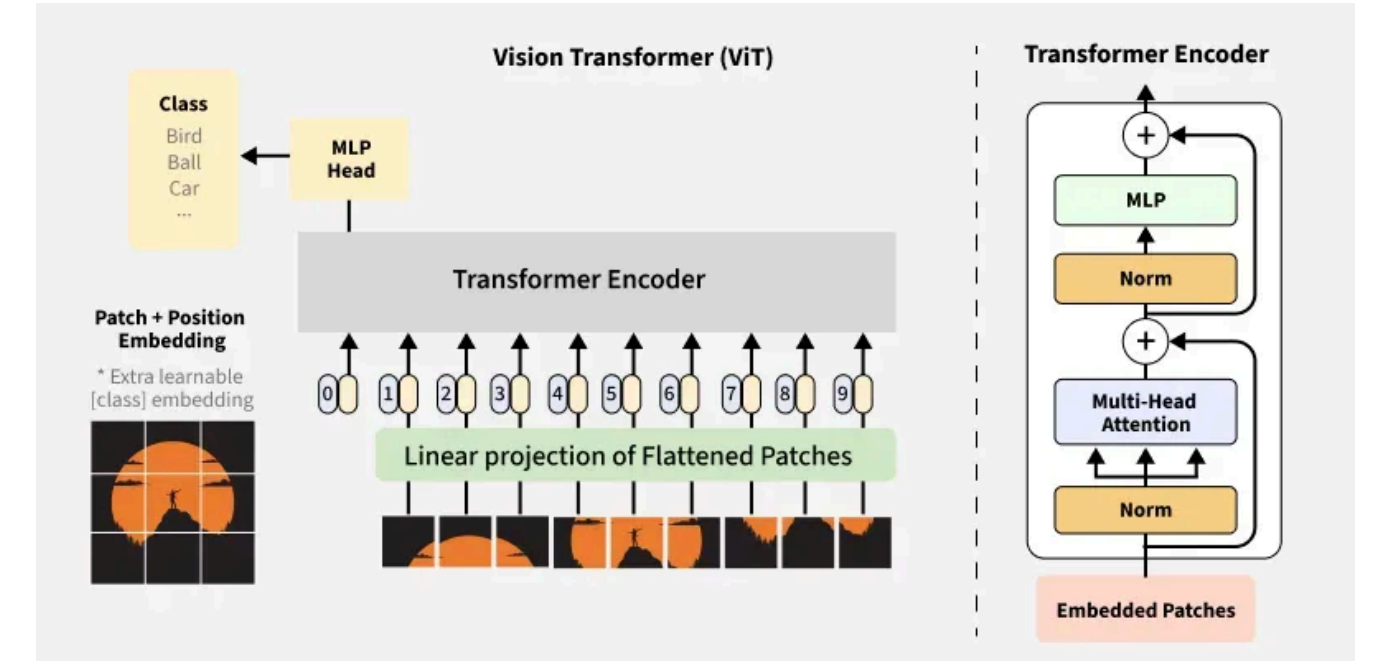 Vision Transformer (ViT)
Class
Bird
Ball
Car
...
MLP
Head
Transformer Encoder
Patch + Position
Embedding
* Extra learnable
[class] embedding
0 1 2 3 4 5 6 7 8 9
Linear projection of Flattened Patches
Transformer Encoder
+
MLP
Norm
+
Multi-Head
Attention
Norm
Embedded Patches